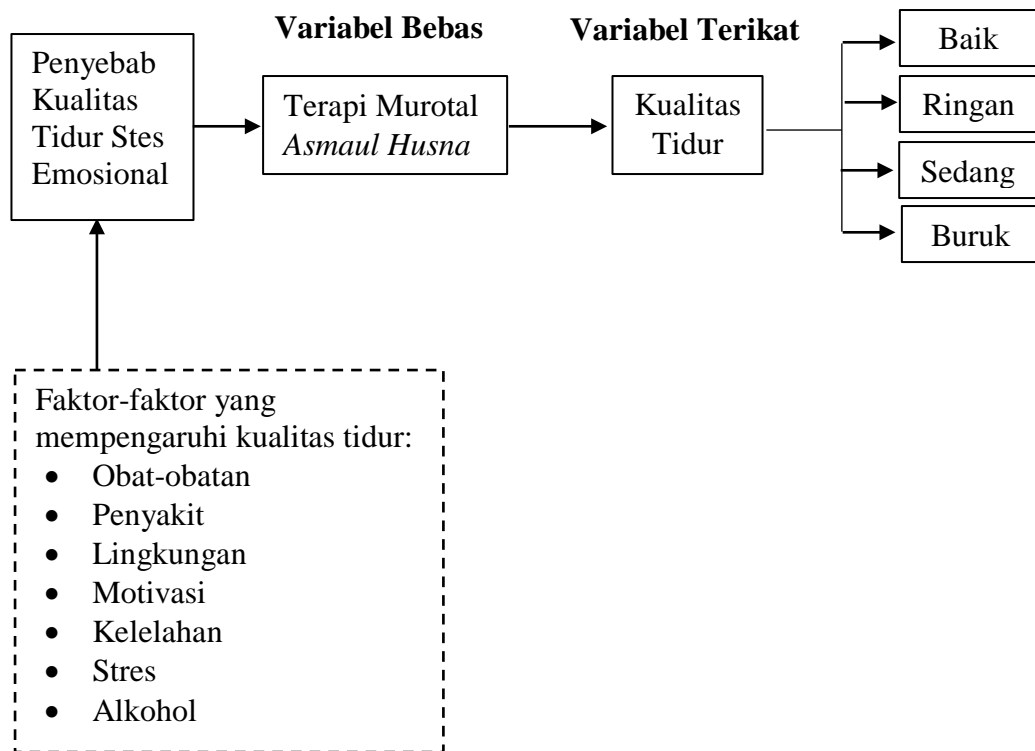 Variabel Bebas
Variabel Terikat
Penyebab
Kualitas
Tidur Stes
Emosional
Terapi Murotal
Asmaul Husna
Kualitas
Tidur
Baik
Ringan
Sedang
Buruk
Faktor-faktor yang
mempengaruhi kualitas tidur:
• Obat-obatan
• Penyakit
• Lingkungan
• Motivasi
• Kelelahan
• Stres
• Alkohol